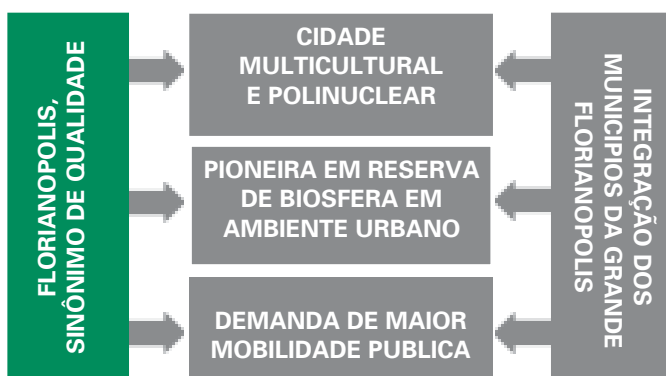 FLORIANOPOLIS,
SINÔNIMO DE QUALIDADE
CIDADE
MULTICULTURAL
E POLINUCLEAR
PIONEIRA EM RESERVA
DE BIOSFERA EM
AMBIENTE URBANO
DEMANDA DE MAIOR
MOBILIDADE PUBLICA
INTEGRAÇÃO DOS
MUNICIPIOS DA GRANDE
FLORIANOPOLIS